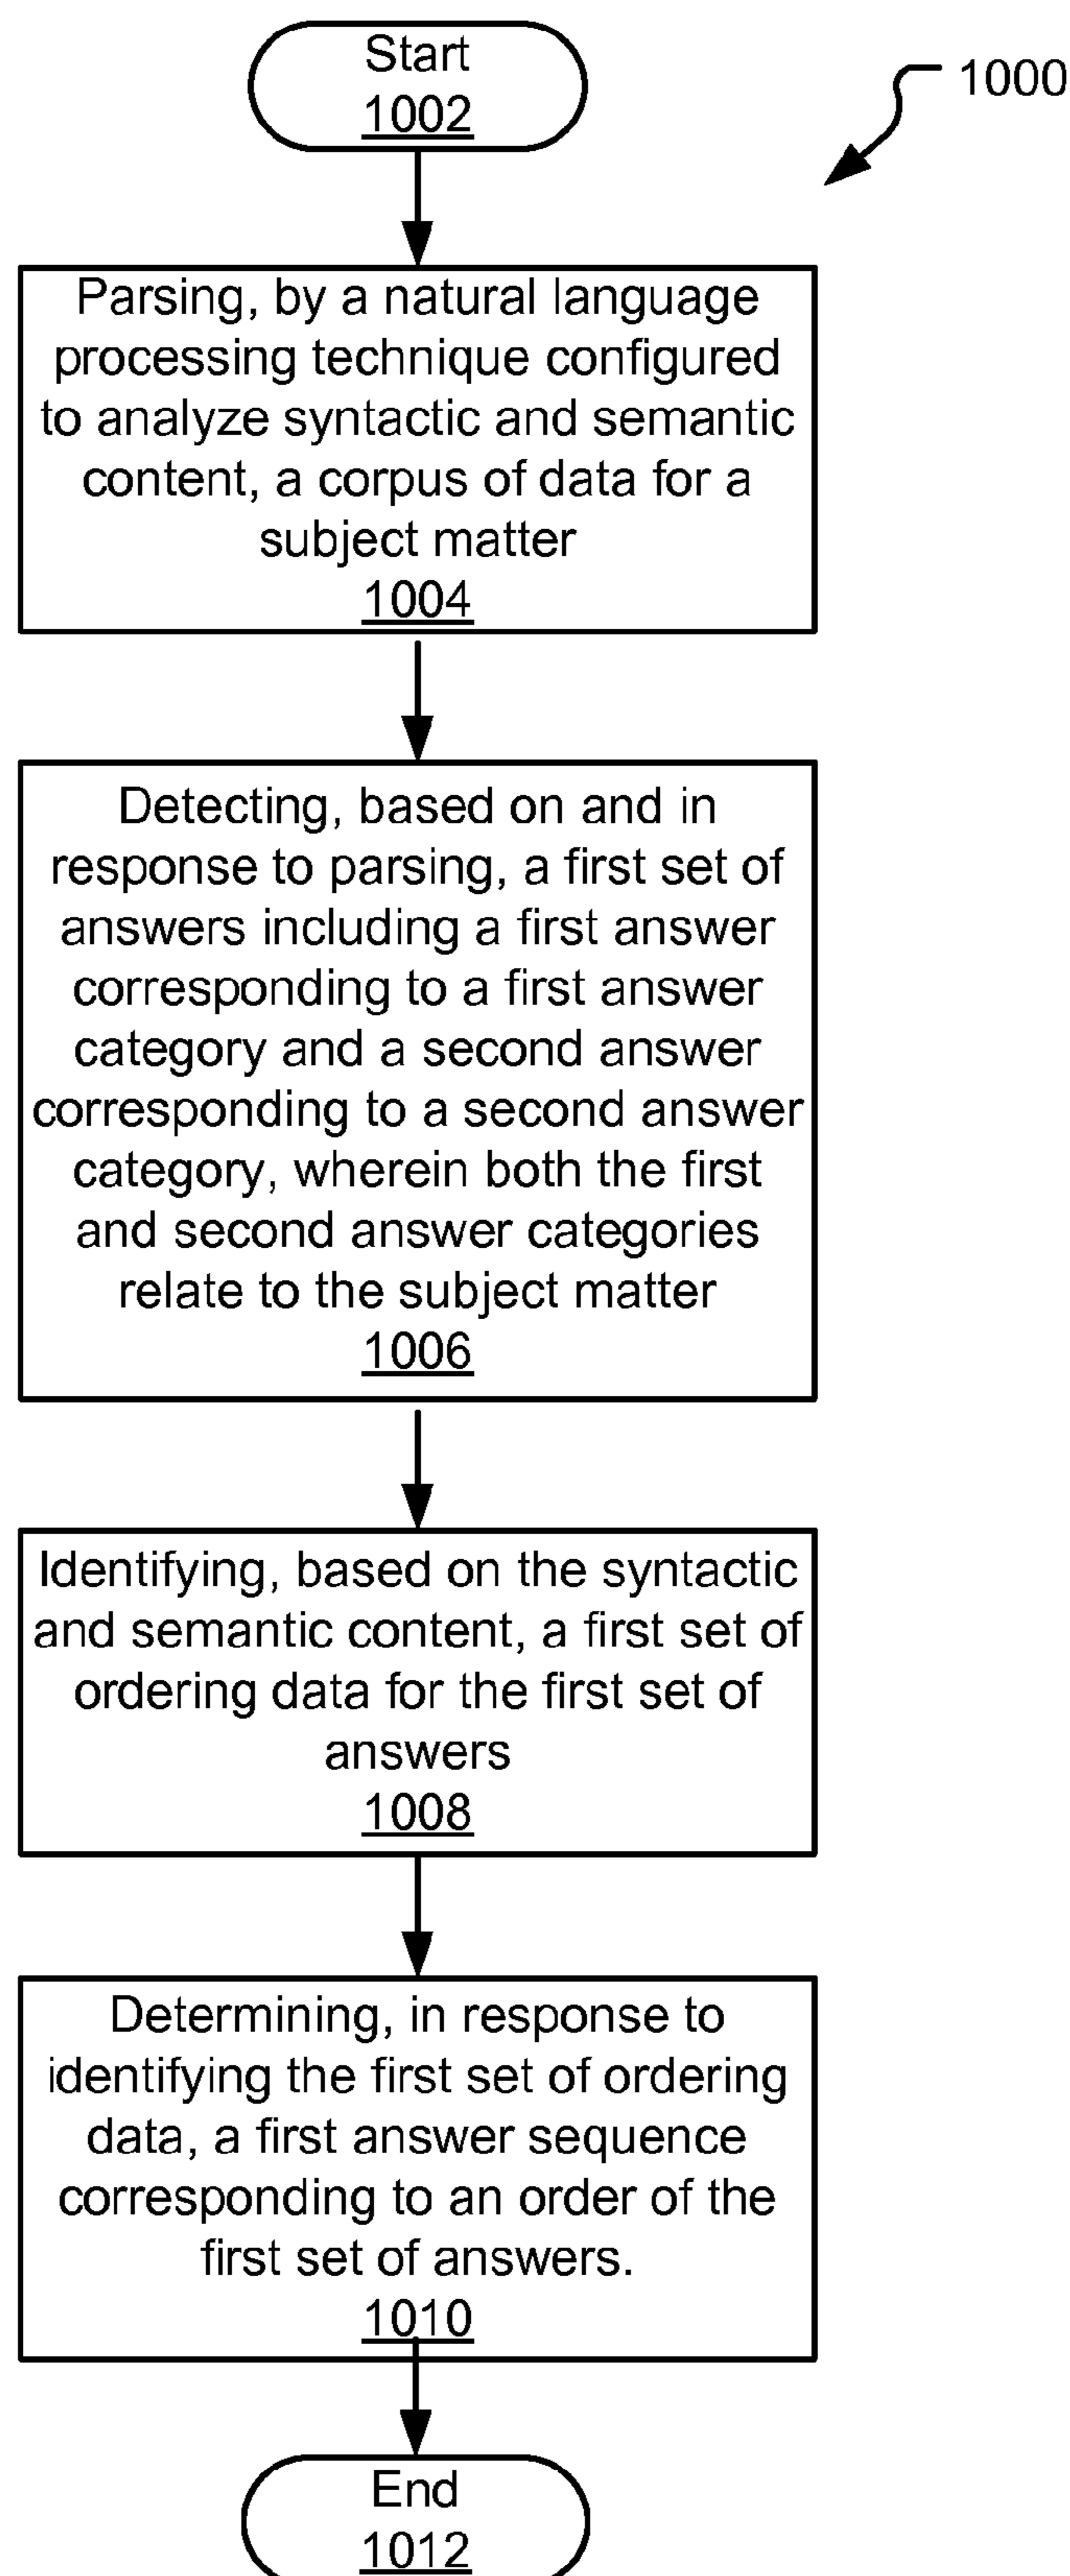 Start
1002
1000
Parsing, by a natural language
processing technique configured
to analyze syntactic and semantic
content, a corpus of data for a
subject matter
1004
Detecting, based on and in
response to parsing, a first set of
answers including a first answer
corresponding to a first answer
category and a second answer
corresponding to a second answer
category, wherein both the first
and second answer categories
relate to the subject matter
1006
Identifying, based on the syntactic
and semantic content, a first set of
ordering data for the first set of
answers
1008
Determining, in response to
identifying the first set of ordering
data, a first answer sequence
corresponding to an order of the
first set of answers.
1010
End
1012